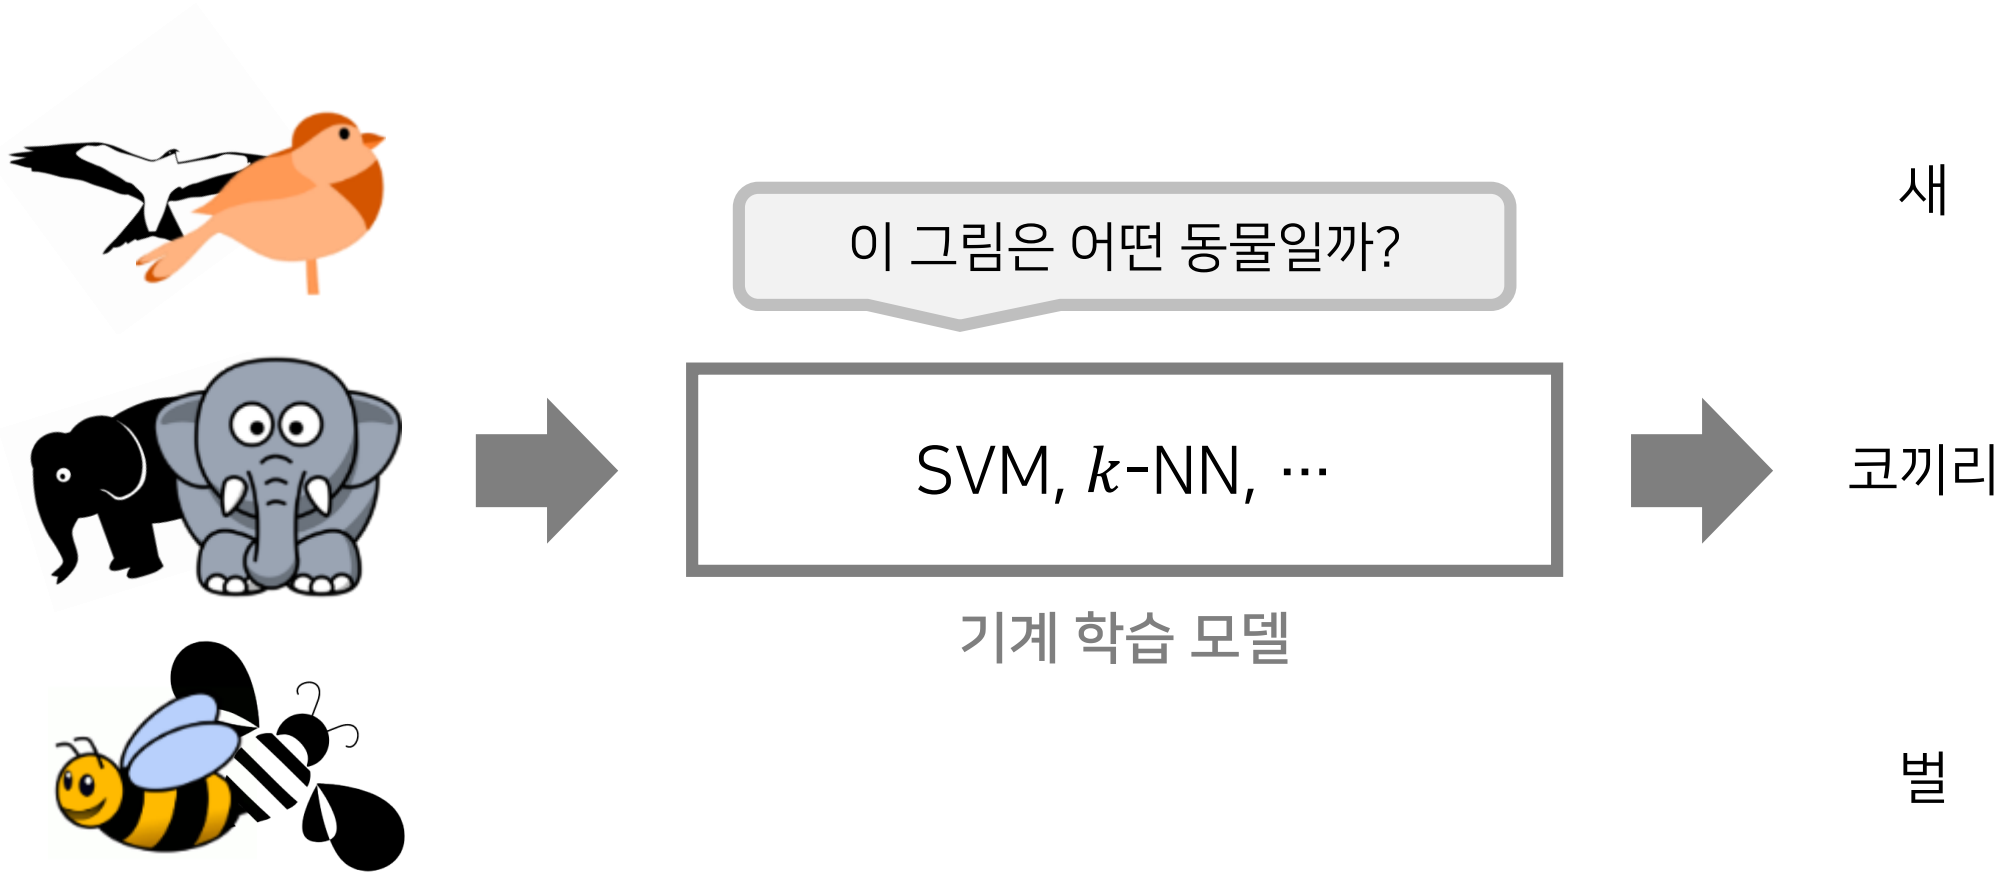 새
이 그림은 어떤 동물일까?
SVM, k-NN, ⋯
코끼리
기계 학습 모델
벌